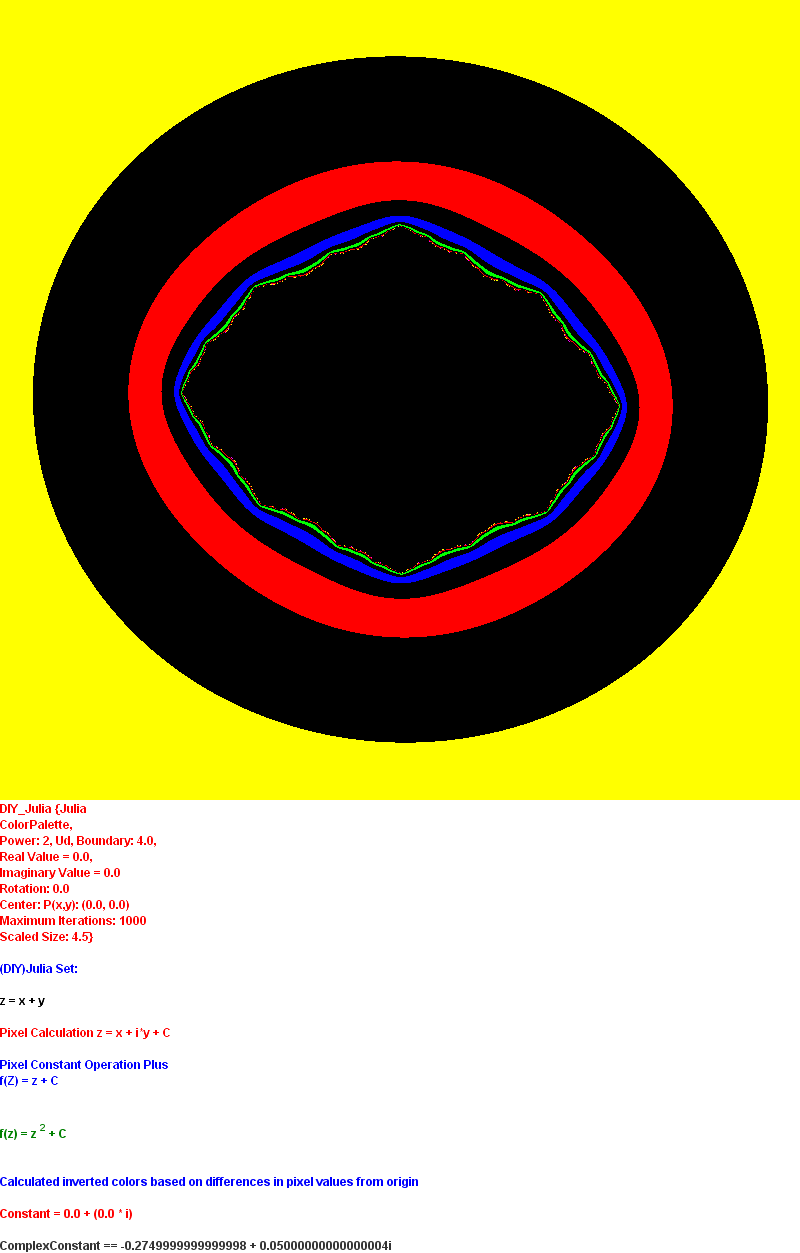 DIY_Julia {Julia
ColorPalette,
Power: 2, Ud, Boundary: 4.0,
Real Value = 0.0,
Imaginary Value = 0.0
Rotation: 0.0
Center: P(x,y): (0.0, 0.0)
Maximum Iterations: 1000
Scaled Size: 4.5}
(DIY)Julia Set:
z = x + y
Pixel Calculation z = x + i*y + C
Pixel Constant Operation Plus
f(Z) = z + C
f(z) = z 2 + C
Calculated inverted colors based on differences in pixel values from origin
Constant = 0.0 + (0.0 * i)
ComplexConstant == -0.2749999999999998 + 0.05000000000000004i